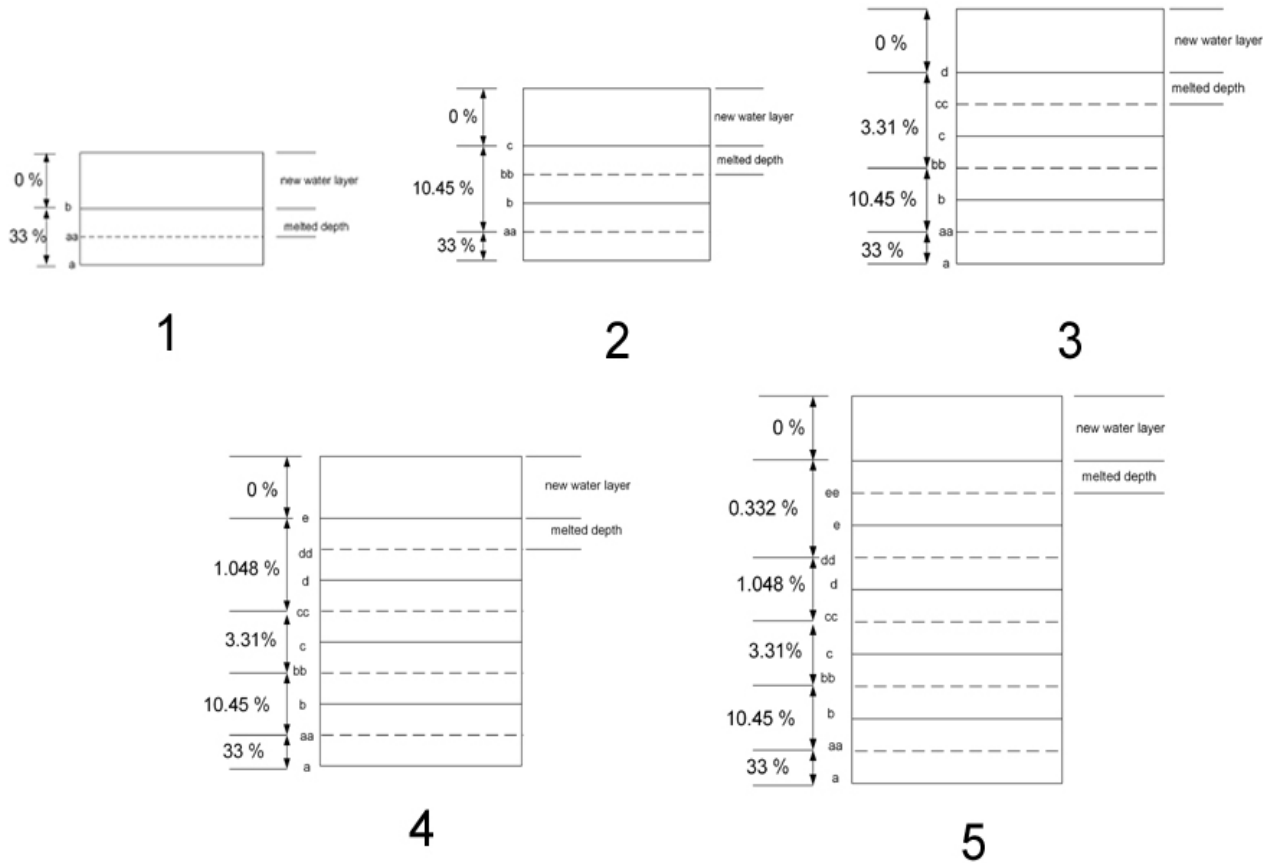 0 %
new water layer
b
33 %
aa
melted depth
a
1
0 %
new water layer
c
melted depth
bb
10.45 %
b
aa
33 %
2
0 %
new water layer
d
melted depth
cc
3.31 %
c
bb
10.45 %
b
aa
33 %
a
3
0 %
new water layer
e
melted depth
dd
1.048 %
d
cc
3.31%
c
bb
10.45 %
b
aa
33 %
a
4
0 %
new water layer
melted depth
ee
0.332 %
e
dd
1.048 %
d
cc
3.31%
c
bb
10.45 %
b
aa
33 %
a
5